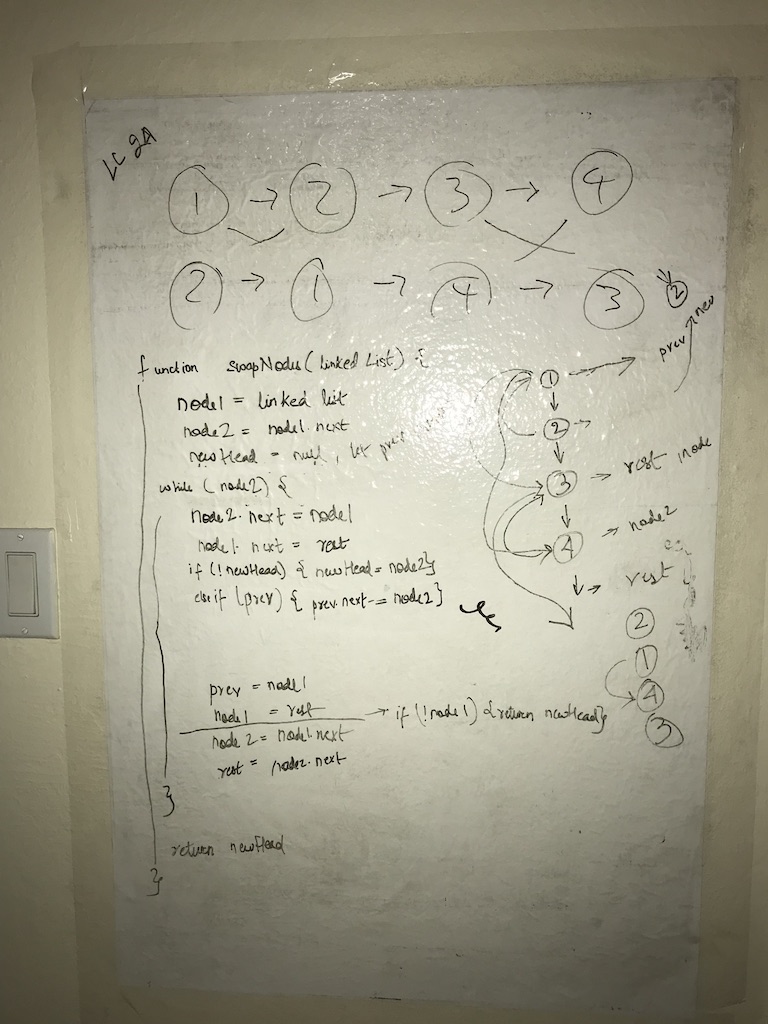 LC 24
1 → 2 → 3 → 4
2 → 1 → 4 → 3
2
prev new
function swapNodes( Linked List) {
1
node1 = linked list
node2 = node1.next
2
newHead = null, let prev
3 → rest node
while (node2) {
node2.next = node1
4 → node2
node1.next = rest
if (!newHead) { newHead = node2}
rest
else if (prev) { prev.next = node2}
2
1
prev = node1
4
node1 = rest → if (!node1) {return newHead}
3
node2 = node1.next
rest = node2.next
}
return newHead
}